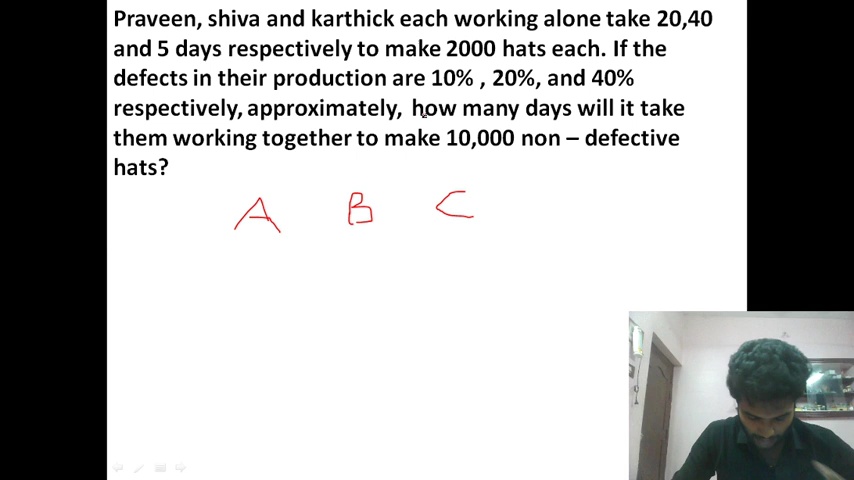 Praveen, shiva and karthick each working alone take 20,40
and 5 days respectively to make 2000 hats each. If the
defects in their production are 10% , 20%, and 40%
respectively, approximately, how many days will it take
them working together to make 10,000 non – defective
hats?
A B C